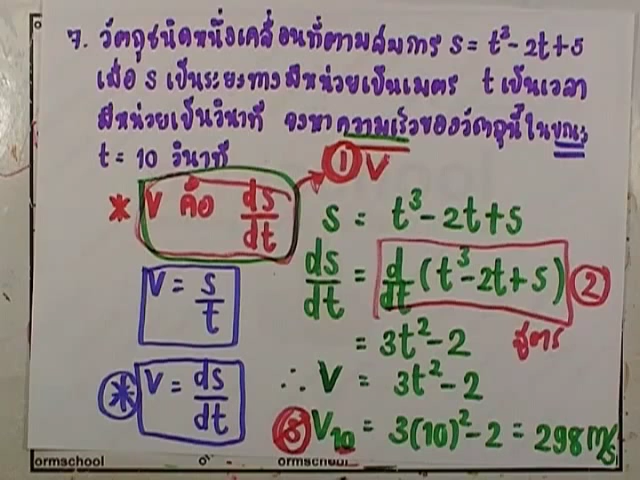 7. วัตถุชนิดหนึ่งเคลื่อนที่ตามสมการ s = t³ - 2t + 5
เมื่อ s เป็นระยะทางมีหน่วยเป็นเมตร t เป็นเวลา
มีหน่วยเป็นวินาที จงหาความเร็วของวัตถุนี้ในขณะ
t = 10 วินาที
① V
* V คือ ds/dt
s = t³ - 2t + 5
ds/dt = d/dt (t³ - 2t + 5) ②
V = s/t
= 3t² - 2 สูตร
* V = ds/dt
∴ V = 3t² - 2
③ V₁₀ = 3(10)² - 2 = 298 m/s
ormschool
ormschool